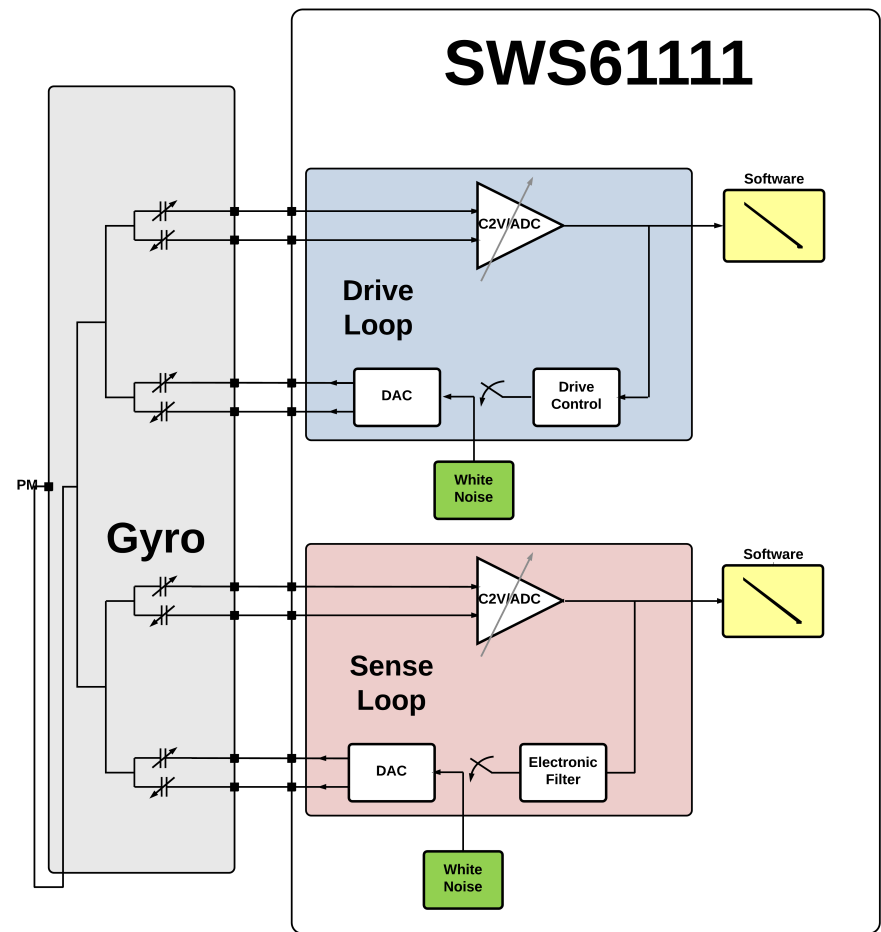 SWS61111
Software
C2V/ADC
Drive
Loop
DAC
Drive
Control
White
Noise
PM
Gyro
Software
C2V/ADC
Sense
Loop
DAC
Electronic
Filter
White
Noise